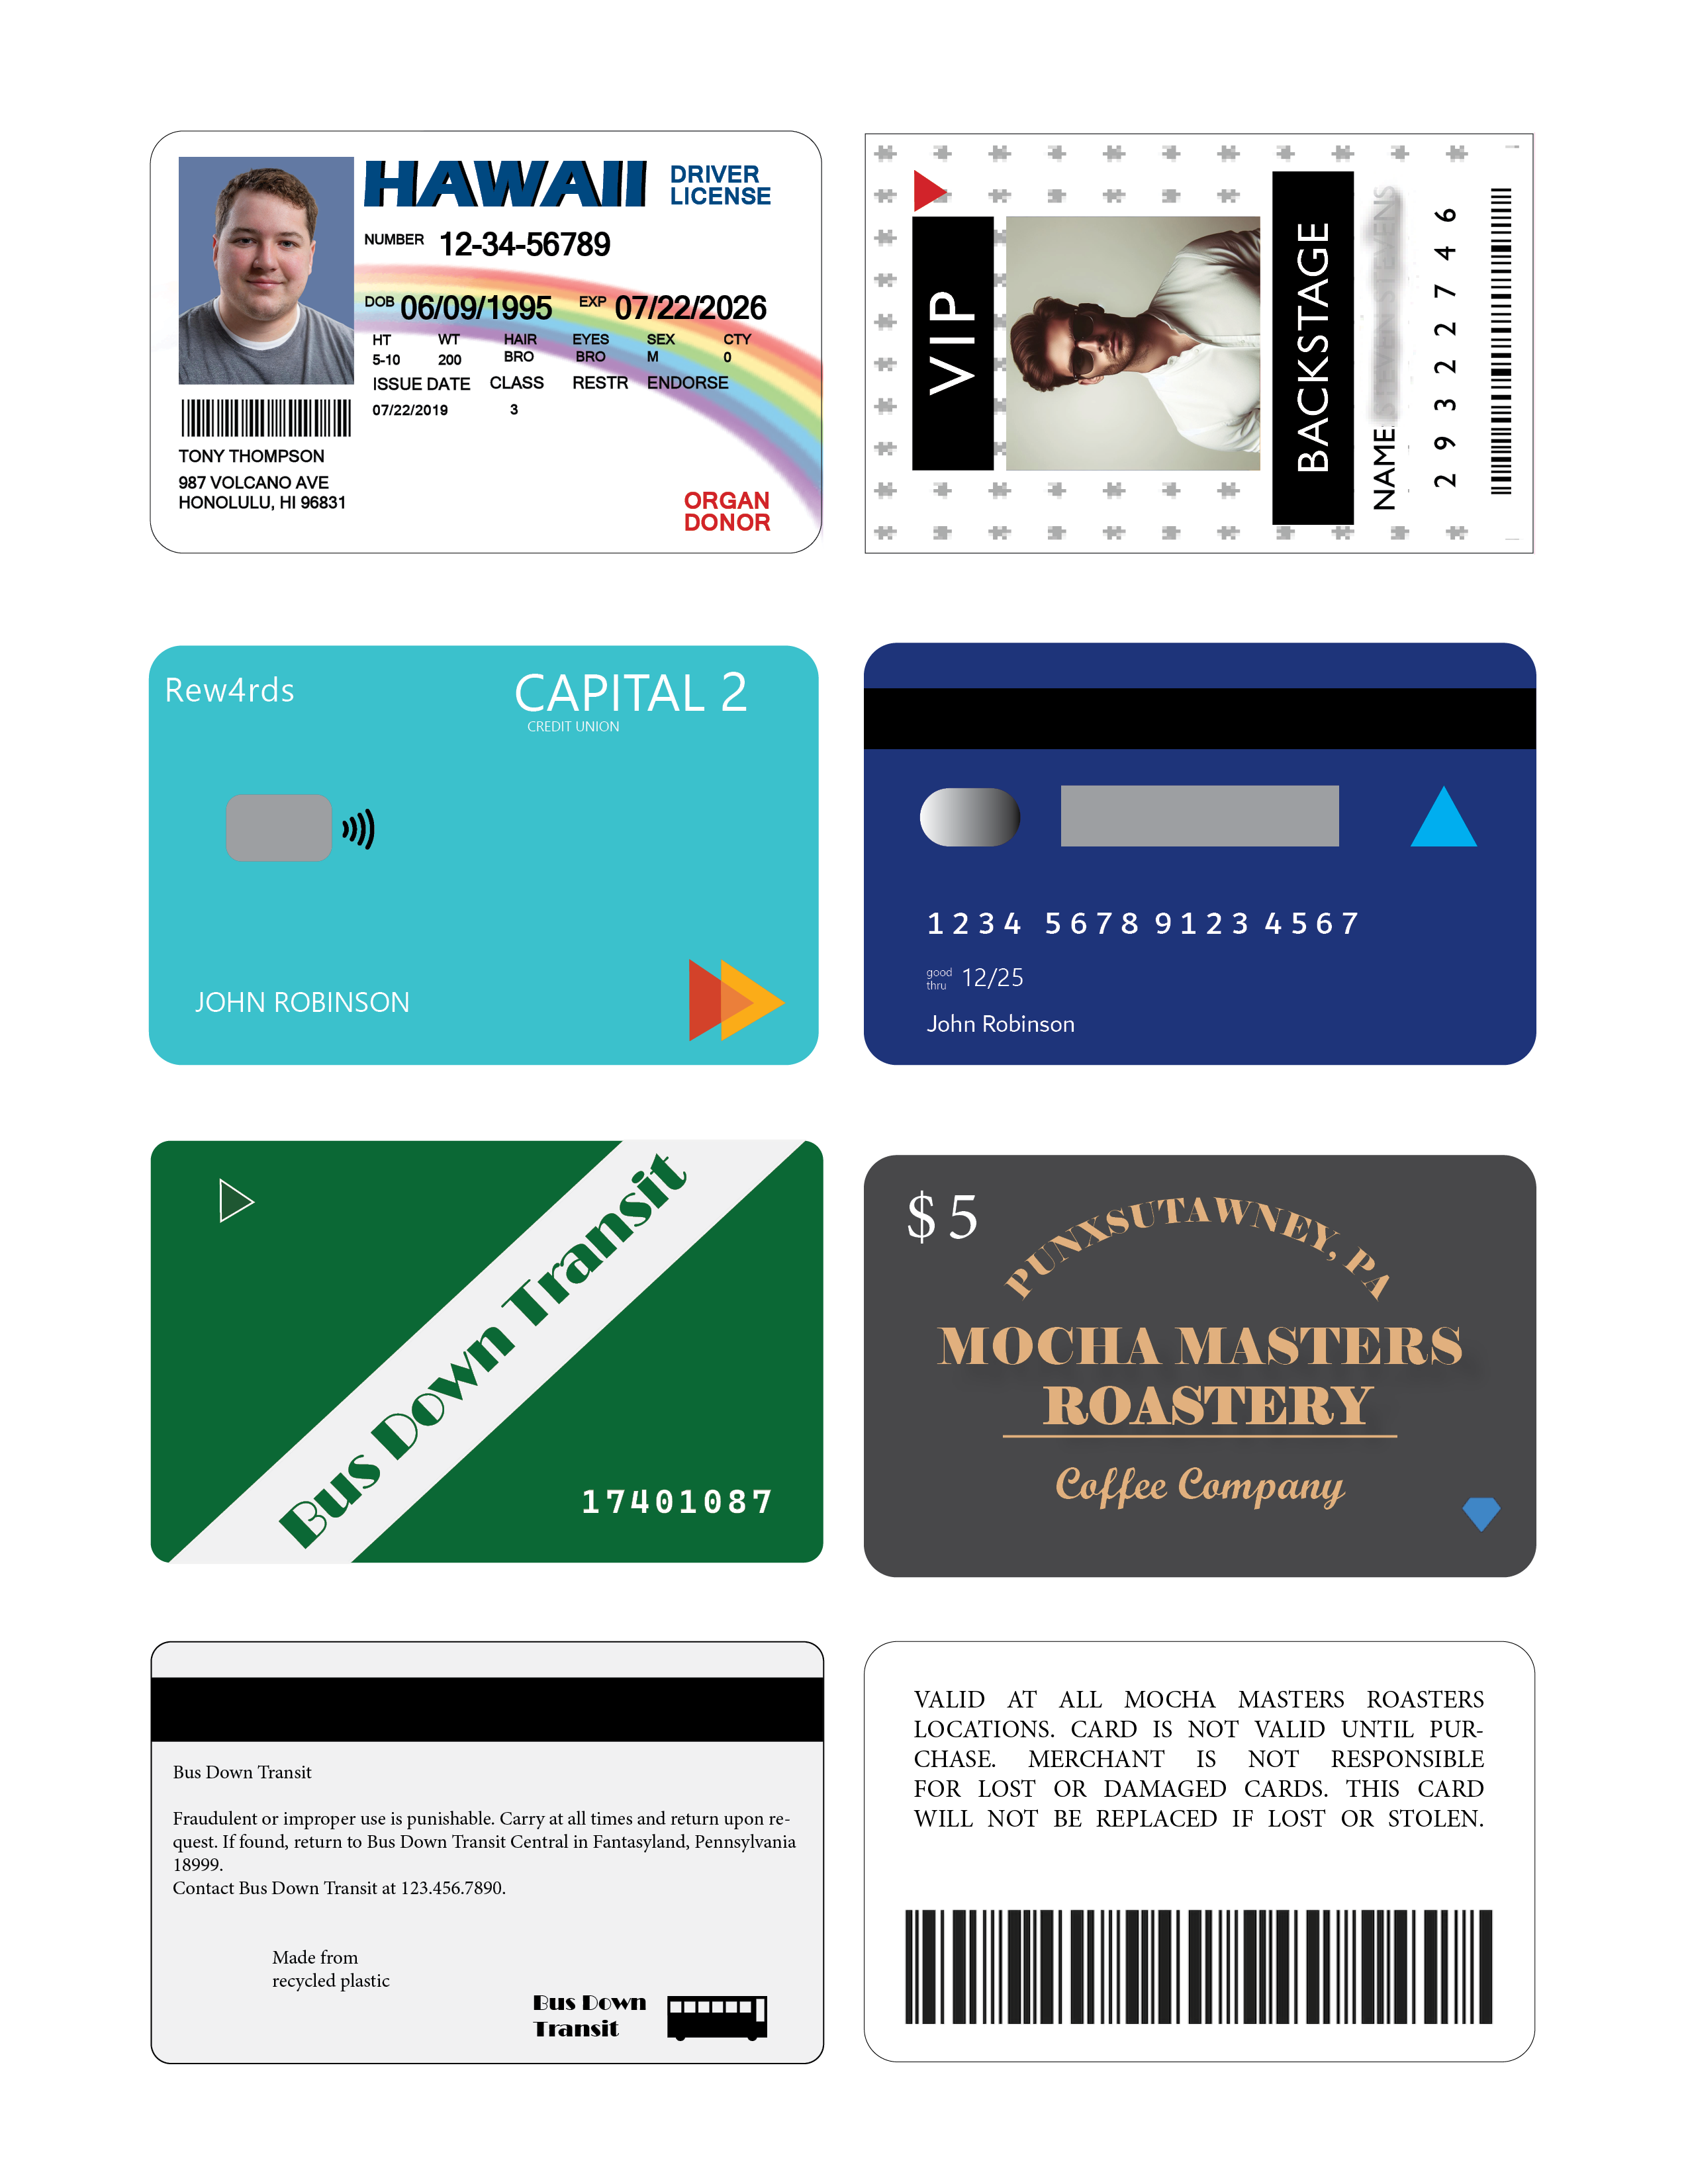 HAWAII
DRIVER
LICENSE
NUMBER 12-34-56789
DOB 06/09/1995 EXP 07/22/2026
HT WT HAIR EYES SEX CTY
5-10 200 BRO BRO M 0
ISSUE DATE CLASS RESTR ENDORSE
07/22/2019 3
TONY THOMPSON
987 VOLCANO AVE
HONOLULU, HI 96831
ORGAN
DONOR
VIP
BACKSTAGE
NAME:
2 9 3 2 2 7 4 6
Rew4rds
CAPITAL 2
CREDIT UNION
JOHN ROBINSON
1234 5678 9123 4567
good
thru 12/25
John Robinson
Bus Down Transit
17401087
$5
PUNXSUTAWNEY, PA
MOCHA MASTERS
ROASTERY
Coffee Company
Bus Down Transit
Fraudulent or improper use is punishable. Carry at all times and return upon re-
quest. If found, return to Bus Down Transit Central in Fantasyland, Pennsylvania
18999.
Contact Bus Down Transit at 123.456.7890.
Made from
recycled plastic
Bus Down
Transit
VALID AT ALL MOCHA MASTERS ROASTERS
LOCATIONS. CARD IS NOT VALID UNTIL PUR-
CHASE. MERCHANT IS NOT RESPONSIBLE
FOR LOST OR DAMAGED CARDS. THIS CARD
WILL NOT BE REPLACED IF LOST OR STOLEN.